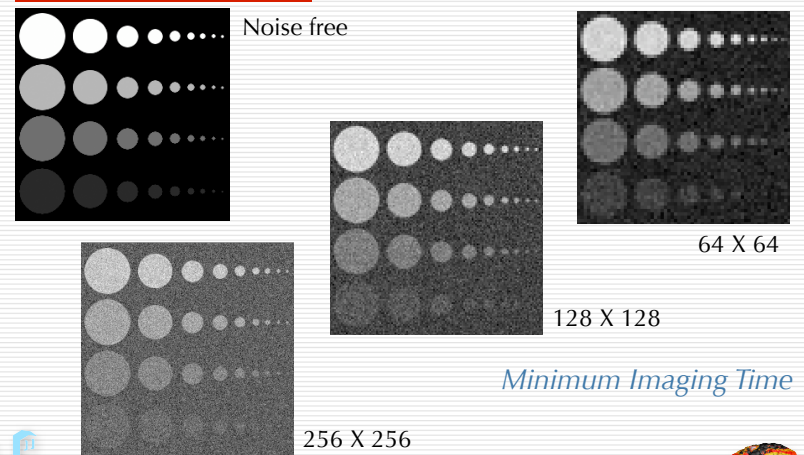 Noise free
64 X 64
128 X 128
Minimum Imaging Time
256 X 256